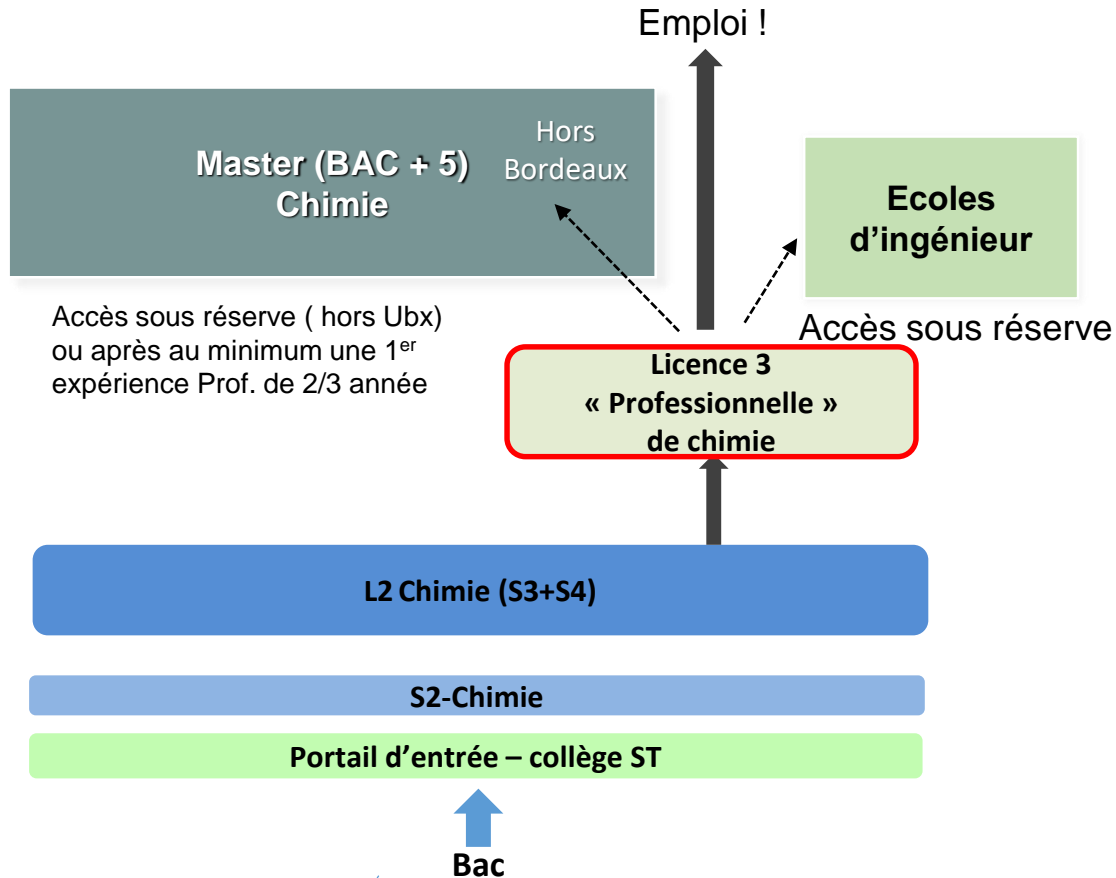 Emploi !
Master (BAC + 5)
Chimie
Hors
Bordeaux
Ecoles
d’ingénieur
Accès sous réserve ( hors Ubx)
ou après au minimum une 1er
expérience Prof. de 2/3 année
Accès sous réserve
Licence 3
« Professionnelle »
de chimie
L2 Chimie (S3+S4)
S2-Chimie
Portail d’entrée – collège ST
Bac